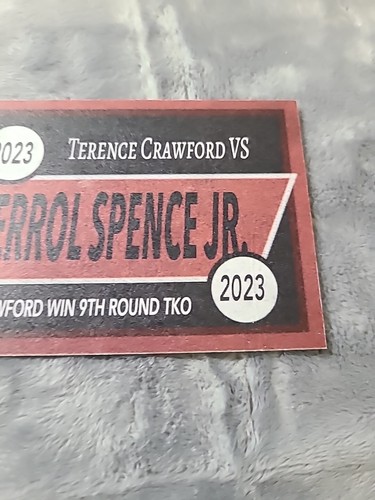 2023 TERENCE CRAWFORD VS
ERROL SPENCE JR.
2023
WFORD WIN 9TH ROUND TKO